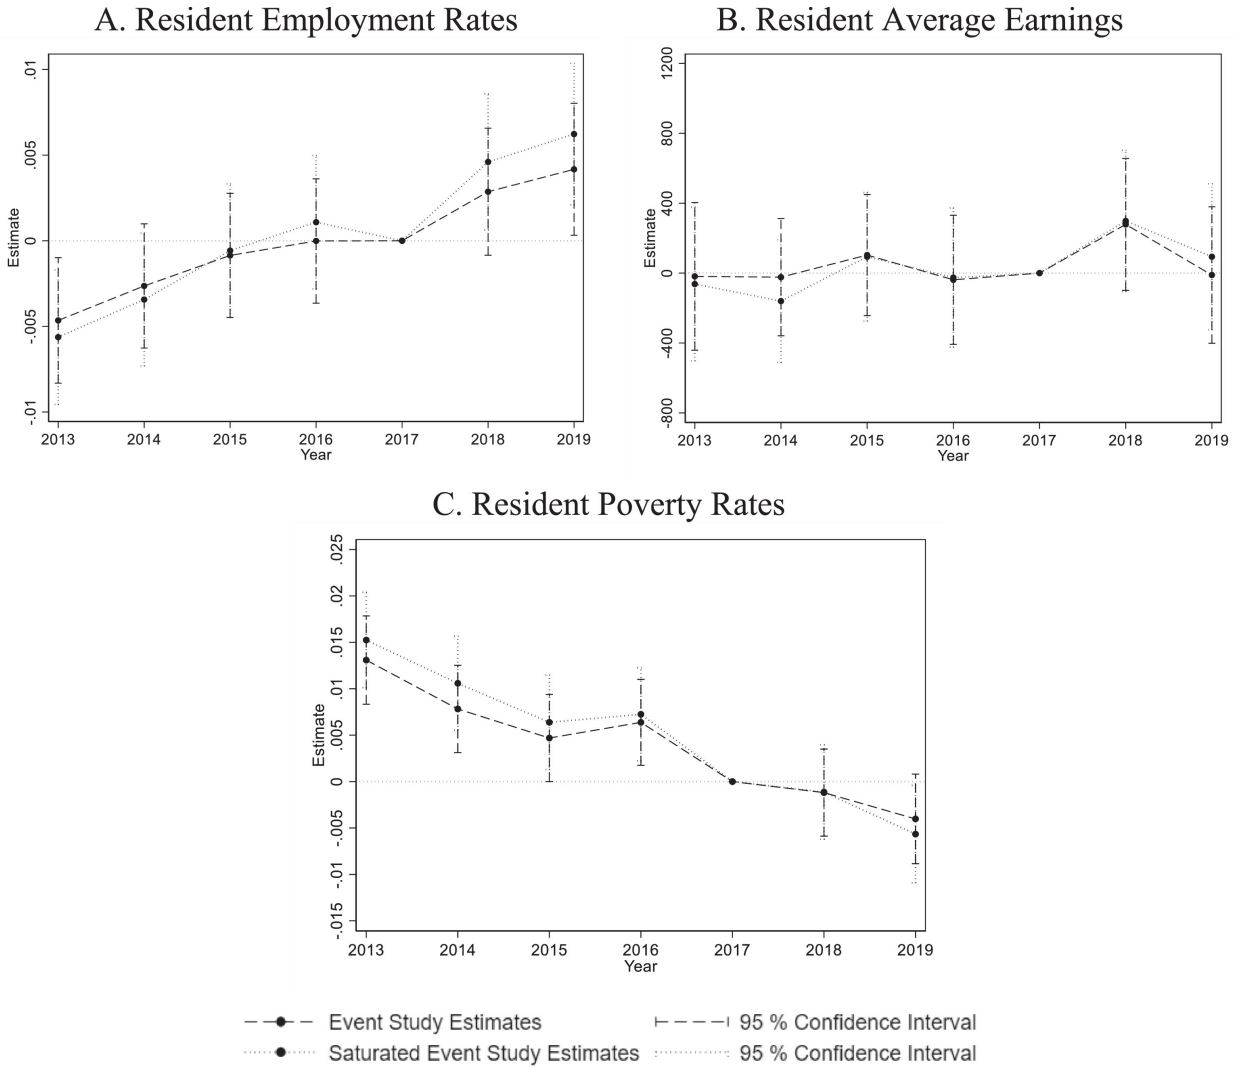 A. Resident Employment Rates
.01
.005
0
-.005
-.01
Estimate
2013 2014 2015 2016 2017 2018 2019
Year
B. Resident Average Earnings
1200
800
400
0
-400
-800
Estimate
2013 2014 2015 2016 2017 2018 2019
Year
C. Resident Poverty Rates
.025
.02
.015
.01
.005
0
-.005
-.01
-.015
Estimate
2013 2014 2015 2016 2017 2018 2019
Year
Event Study Estimates 95 % Confidence Interval
Saturated Event Study Estimates 95 % Confidence Interval